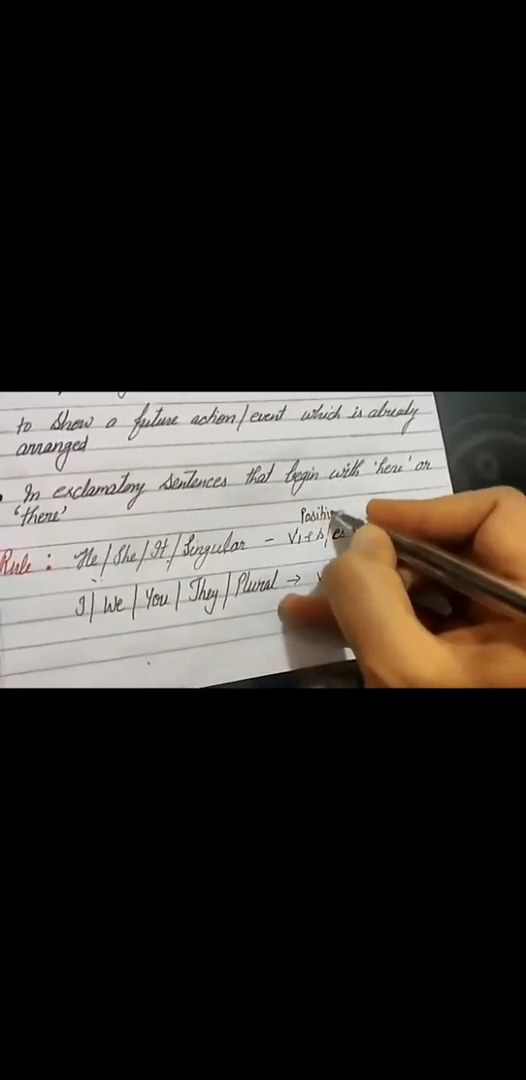 to show a future action/event which is already
arranged
• In exclamatory sentences that begin with 'here' or
'there'
Positi
Rule : He/She/It/Singular - V1+s/es
I/We/You/They/Plural → V